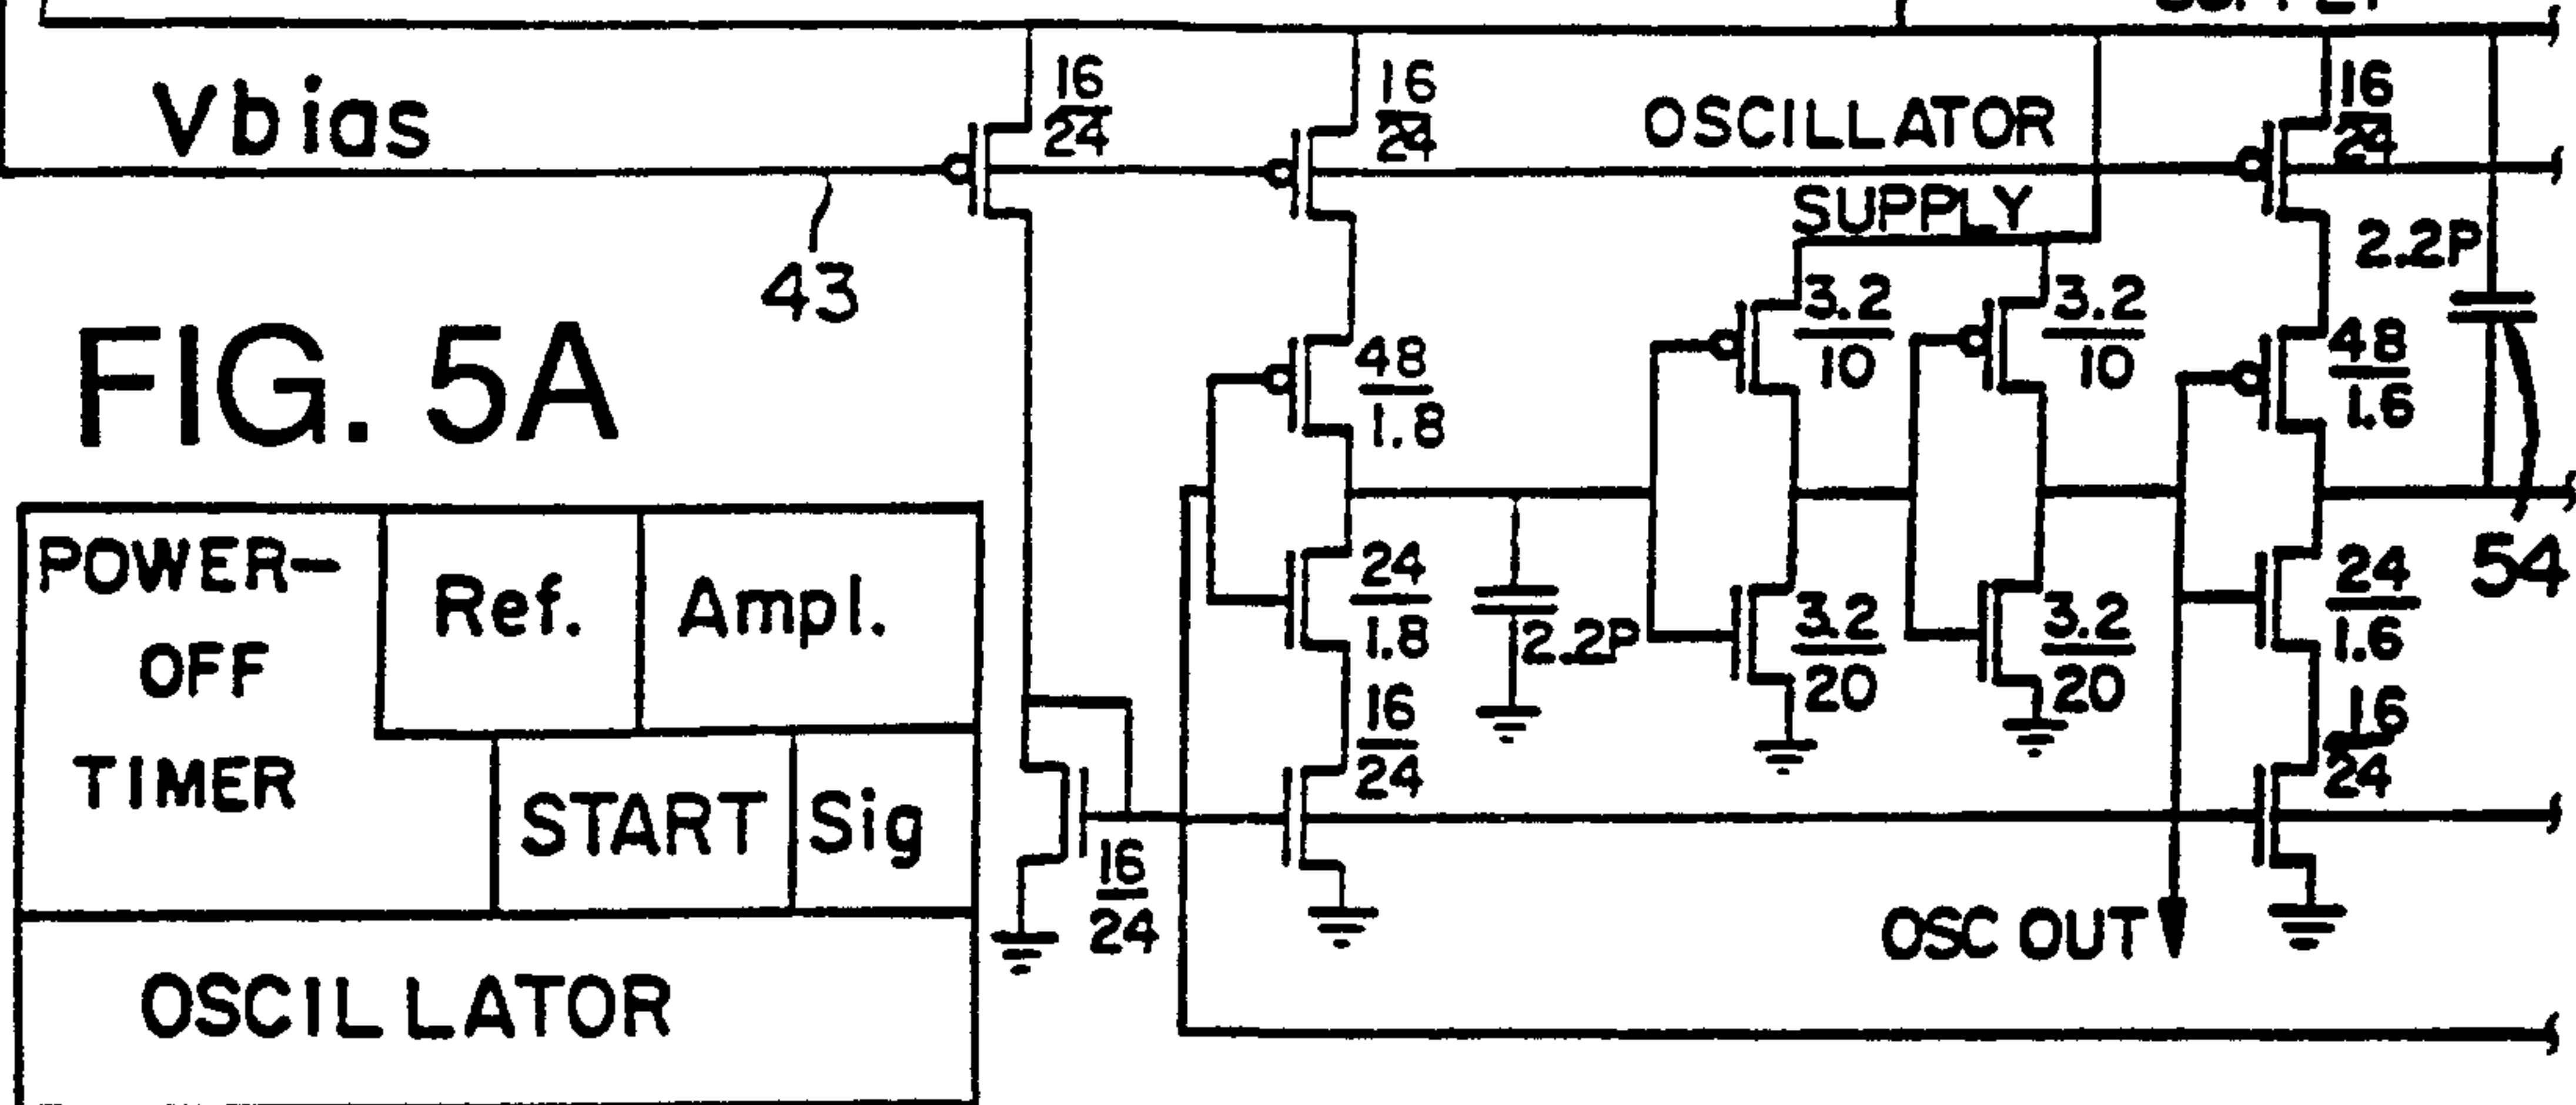 SUPPLY
Vbias
16
24
16
24
OSCILLATOR
SUPPLY
16
24
43
2.2P
FIG. 5A
48
1.8
3.2
10
3.2
10
48
1.6
54
POWER-
OFF
TIMER
Ref.
Ampl.
START
Sig
OSCILLATOR
24
1.8
2.2P
3.2
20
3.2
20
24
1.6
16
24
16
24
16
24
OSC OUT